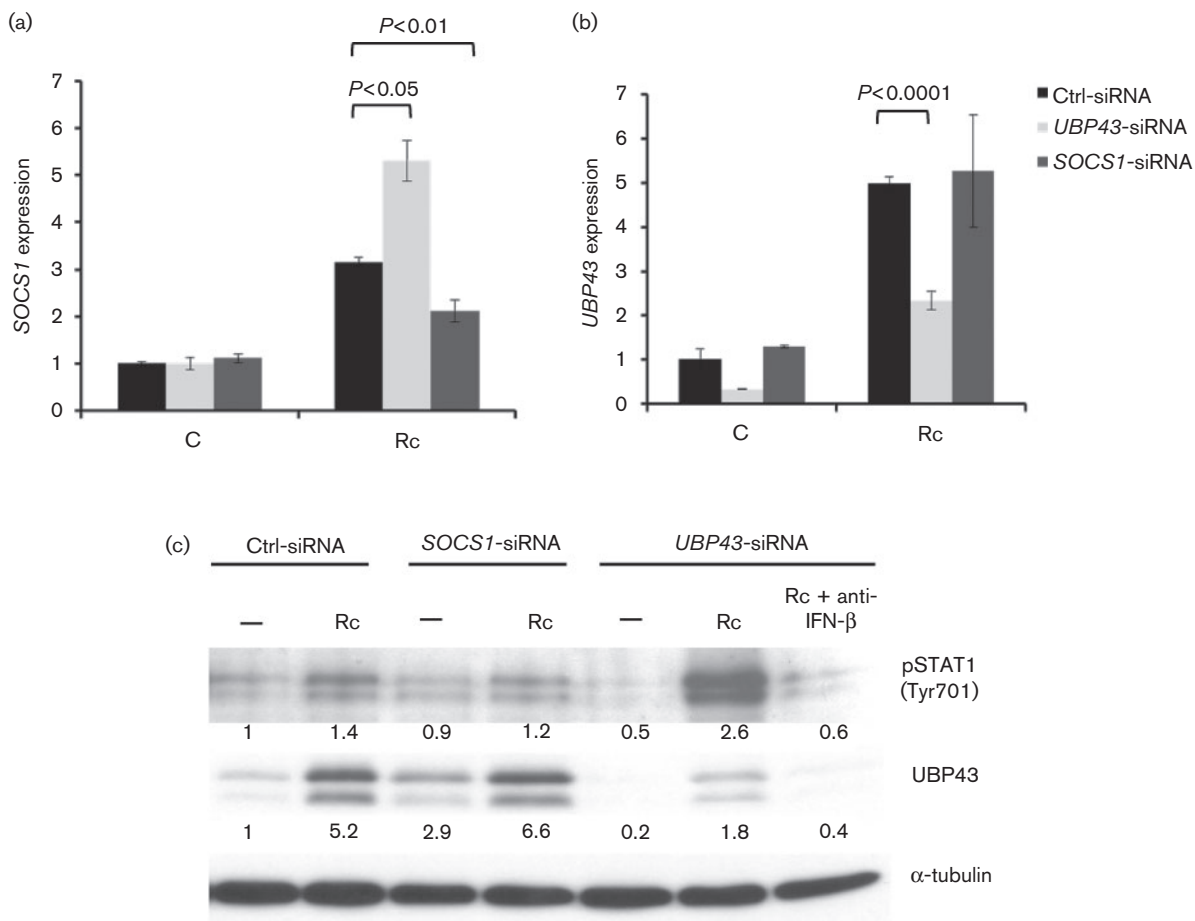 (a)
P<0.01
P<0.05
7
6
5
4
3
2
1
0
SOCS1 expression
C
Rc
(b)
P<0.0001
7
6
5
4
3
2
1
0
UBP43 expression
C
Rc
Ctrl-siRNA
UBP43-siRNA
SOCS1-siRNA
(c)
Ctrl-siRNA SOCS1-siRNA UBP43-siRNA
— Rc — Rc — Rc Rc + anti-
IFN-β
pSTAT1
(Tyr701)
1 1.4 0.9 1.2 0.5 2.6 0.6
UBP43
1 5.2 2.9 6.6 0.2 1.8 0.4
α-tubulin